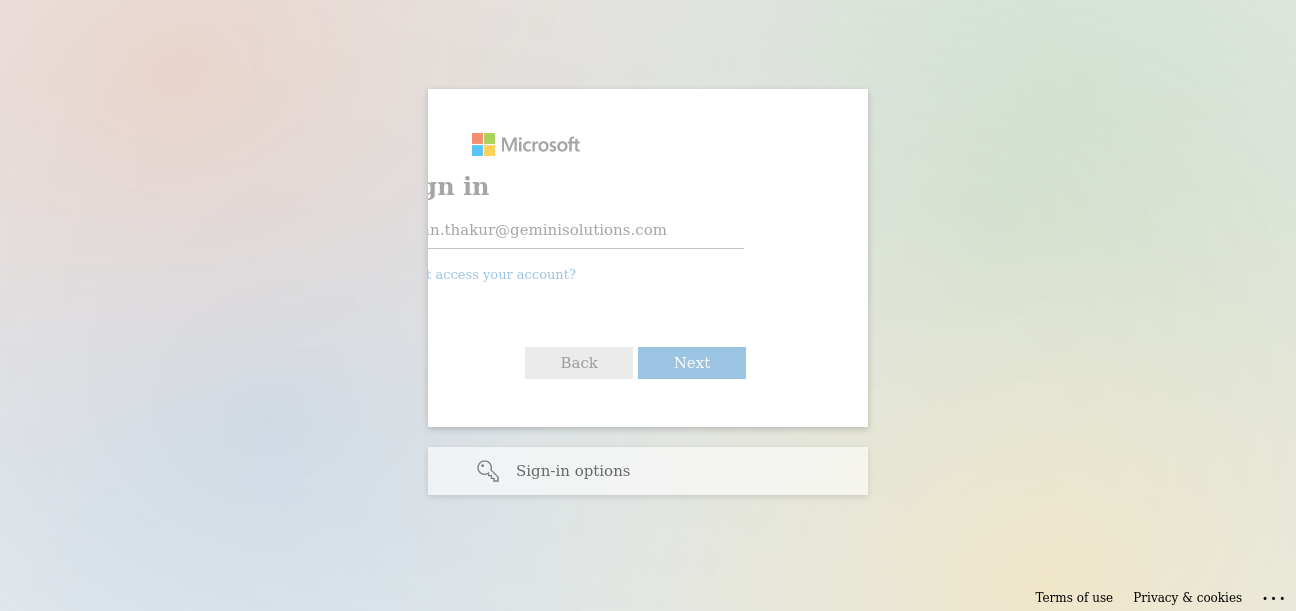 Microsoft
gn in
n.thakur@geminisolutions.com
t access your account?
Back Next
Sign-in options
Terms of use Privacy & cookies ...